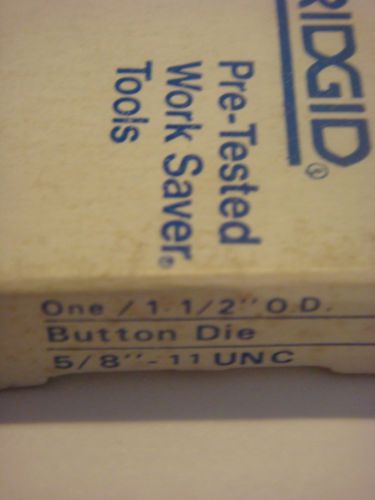 RIDGID®
Pre-Tested
Work Saver®
Tools
One / 1-1/2" O.D.
Button Die
5/8"-11 UNC